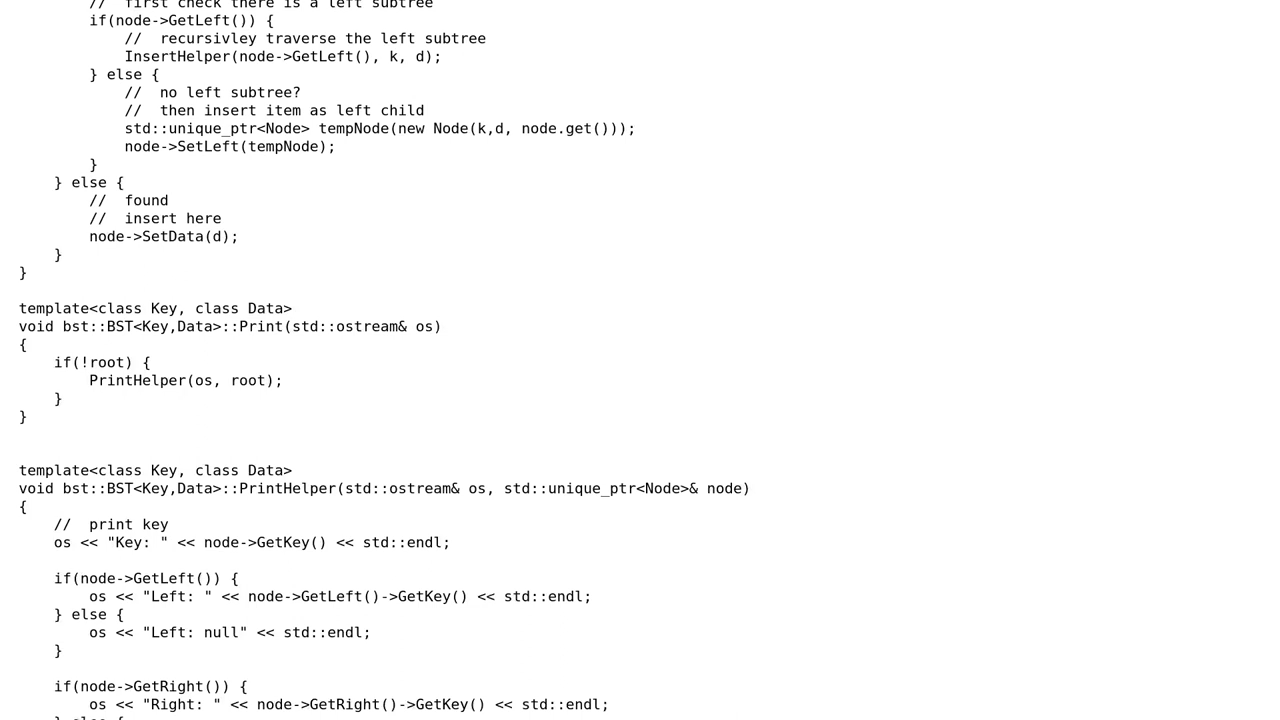 //  first check there is a left subtree
        if(node->GetLeft()) {
            //  recursivley traverse the left subtree
            InsertHelper(node->GetLeft(), k, d);
        } else {
            //  no left subtree?
            //  then insert item as left child
            std::unique_ptr<Node> tempNode(new Node(k,d, node.get()));
            node->SetLeft(tempNode);
        }
    } else {
        //  found
        //  insert here
        node->SetData(d);
    }
}

template<class Key, class Data>
void bst::BST<Key,Data>::Print(std::ostream& os)
{
    if(!root) {
        PrintHelper(os, root);
    }
}


template<class Key, class Data>
void bst::BST<Key,Data>::PrintHelper(std::ostream& os, std::unique_ptr<Node>& node)
{
    //  print key
    os << "Key: " << node->GetKey() << std::endl;

    if(node->GetLeft()) {
        os << "Left: " << node->GetLeft()->GetKey() << std::endl;
    } else {
        os << "Left: null" << std::endl;
    }

    if(node->GetRight()) {
        os << "Right: " << node->GetRight()->GetKey() << std::endl;
    } else {